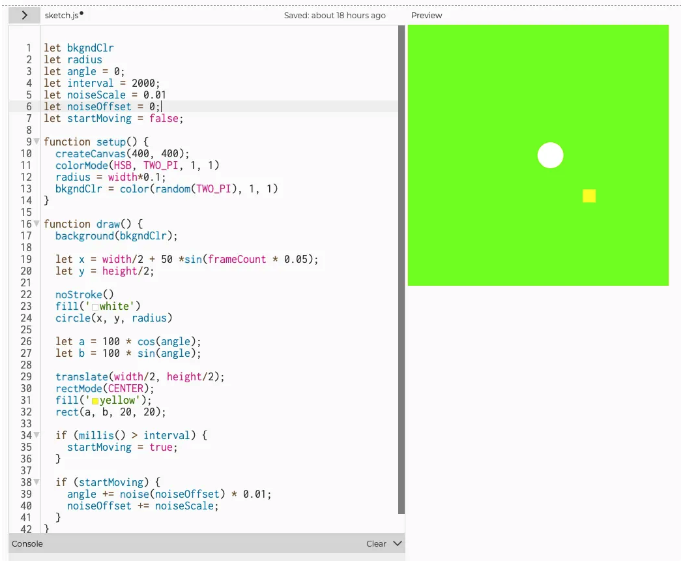 sketch.js• Saved: about 18 hours ago Preview
1 let bkgndClr
2 let radius
3 let angle = 0;
4 let interval = 2000;
5 let noiseScale = 0.01
6 let noiseOffset = 0;
7 let startMoving = false;
8
9 function setup() {
10 createCanvas(400, 400);
11 colorMode(HSB, TWO_PI, 1, 1)
12 radius = width*0.1;
13 bkgndClr = color(random(TWO_PI), 1, 1)
14 }
15
16 function draw() {
17 background(bkgndClr);
18
19 let x = width/2 + 50 *sin(frameCount * 0.05);
20 let y = height/2;
21
22 noStroke()
23 fill('white')
24 circle(x, y, radius)
25
26 let a = 100 * cos(angle);
27 let b = 100 * sin(angle);
28
29 translate(width/2, height/2);
30 rectMode(CENTER);
31 fill('yellow');
32 rect(a, b, 20, 20);
33
34 if (millis() > interval) {
35 startMoving = true;
36 }
37
38 if (startMoving) {
39 angle += noise(noiseOffset) * 0.01;
40 noiseOffset += noiseScale;
41 }
42 }
Console Clear